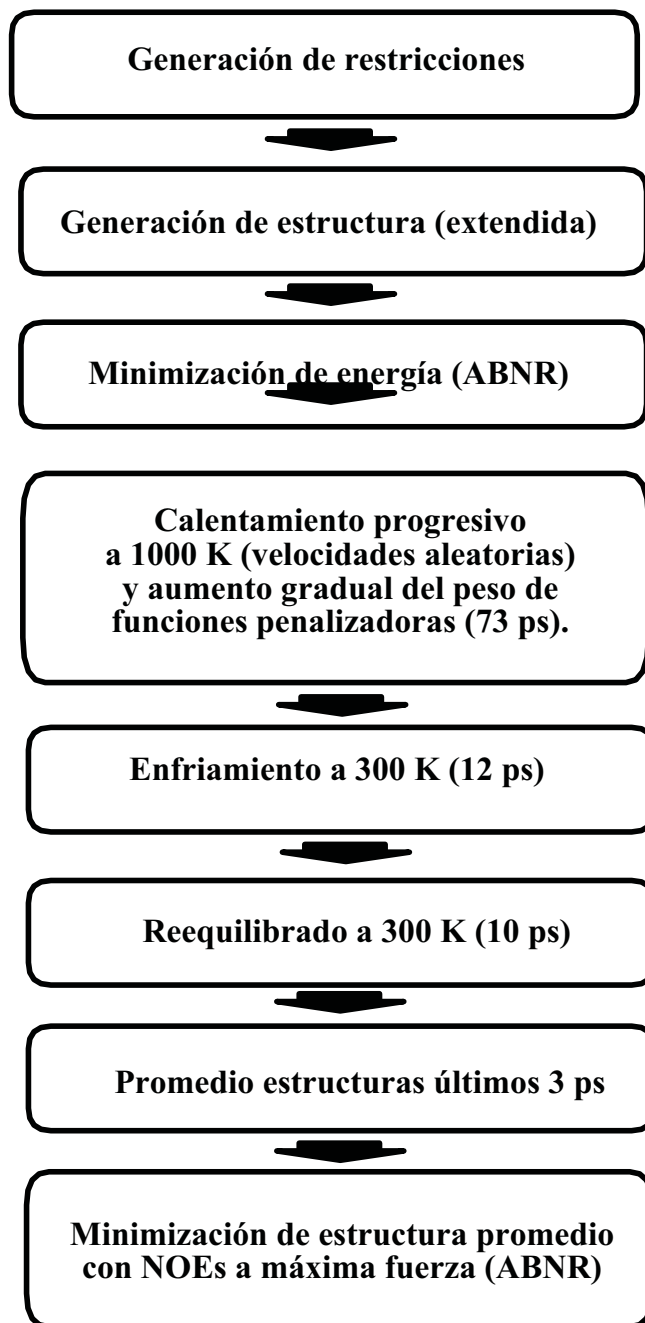 Generación de restricciones
Generación de estructura (extendida)
Minimización de energía (ABNR)
Calentamiento progresivo
a 1000 K (velocidades aleatorias)
y aumento gradual del peso de
funciones penalizadoras (73 ps).
Enfriamiento a 300 K (12 ps)
Reequilibrado a 300 K (10 ps)
Promedio estructuras últimos 3 ps
Minimización de estructura promedio
con NOEs a máxima fuerza (ABNR)